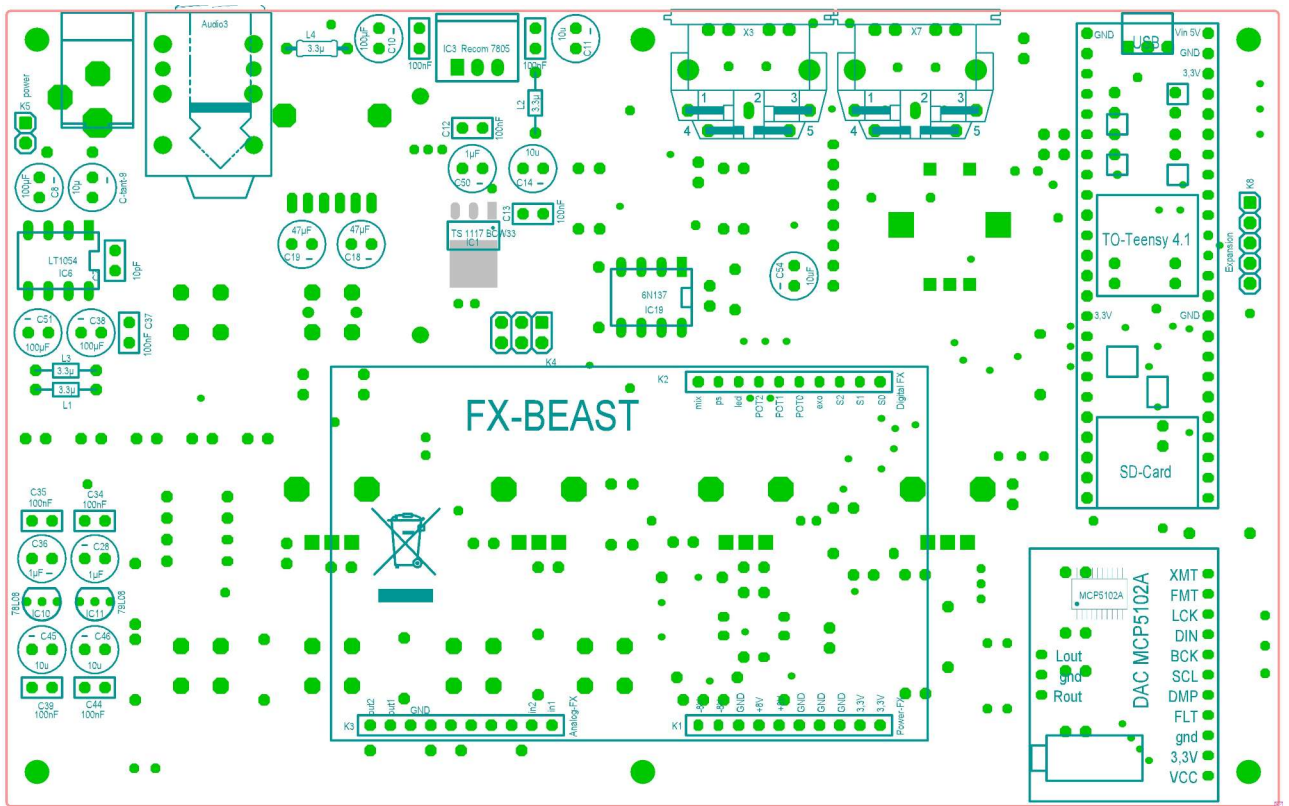 power
K5
Audio3
L4
3.3µ
100µF
C10
100nF
IC3 Recom 7805
100nF
10u
C11
L2
3.3µ
C12
100nF
1µF
C50
10u
C14
C13
100nF
TS 1117 BCW33
IC1
X3
1
2
3
4
5
X7
1
2
3
4
5
USB
GND
Vin 5V
GND
3,3V
TO-Teensy 4.1
3,3V
GND
SD-Card
K8
Expansion
100µF
C8
10µ
C-tant-9
LT1054
IC6
10pF
47µF
C19
47µF
C18
6N137
IC19
C54
10uF
C51
100µF
C38
100µF
C37
100nF
L3
3.3µ
3.3µ
L1
K4
K2
mix
ps
led
POT2
POT1
POT0
exo
S2
S1
S0
Digital FX
FX-BEAST
C35
100nF
C34
100nF
C36
1µF
C28
1µF
78L08
IC10
79L08
IC11
C45
10u
C46
10u
C39
100nF
C44
100nF
K3
out2
out1
GND
in2
in1
Analog-FX
K1
GND
+8V
GND
GND
GND
3,3V
3,3V
Power-FX
MCP5102A
DAC MCP5102A
Lout
gnd
Rout
XMT
FMT
LCK
DIN
BCK
SCL
DMP
FLT
gnd
3,3V
VCC